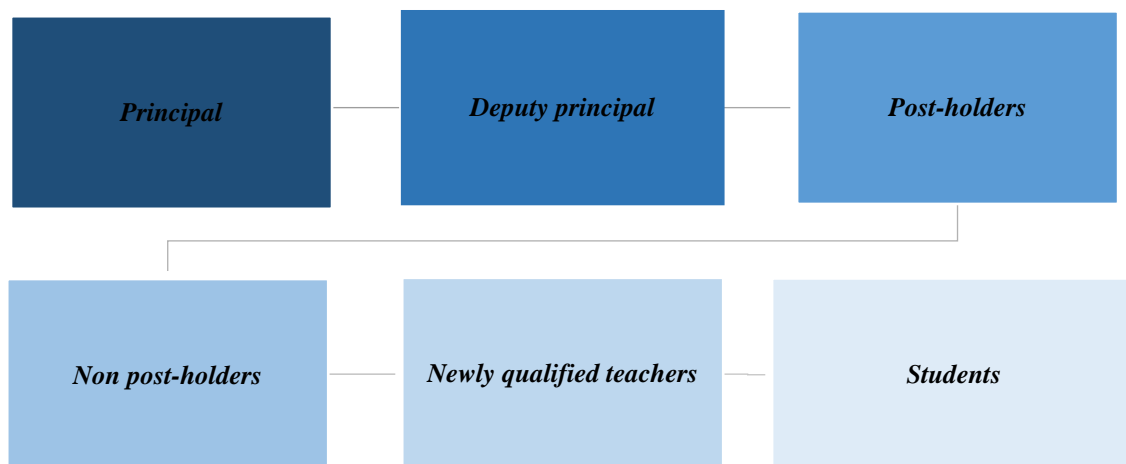 Principal
Deputy principal
Post-holders
Non post-holders
Newly qualified teachers
Students